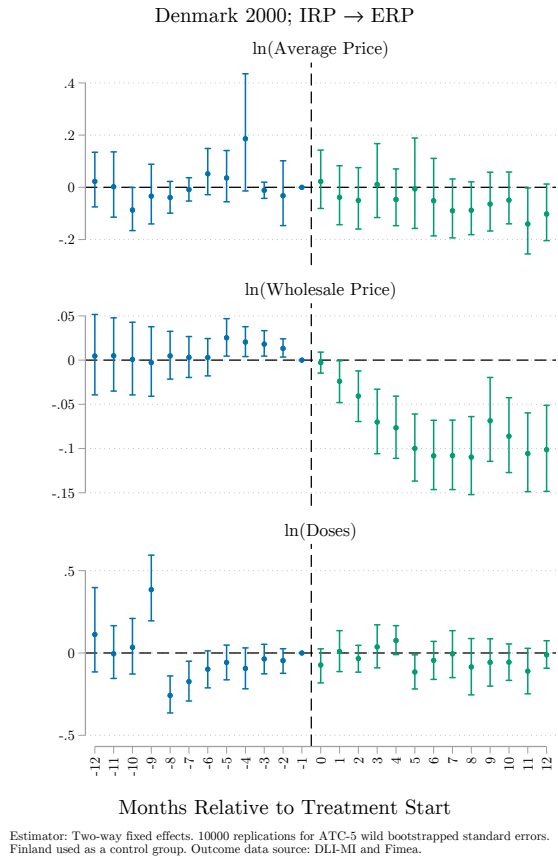 Denmark 2000; IRP → ERP
ln(Average Price)
.4
.2
0
-.2
ln(Wholesale Price)
.05
0
-.05
-.1
-.15
ln(Doses)
.5
0
-.5
-12 -11 -10 -9 -8 -7 -6 -5 -4 -3 -2 -1 0 1 2 3 4 5 6 7 8 9 10 11 12
Months Relative to Treatment Start
Estimator: Two-way fixed effects. 10000 replications for ATC-5 wild bootstrapped standard errors.
Finland used as a control group. Outcome data source: DLI-MI and Fimea.